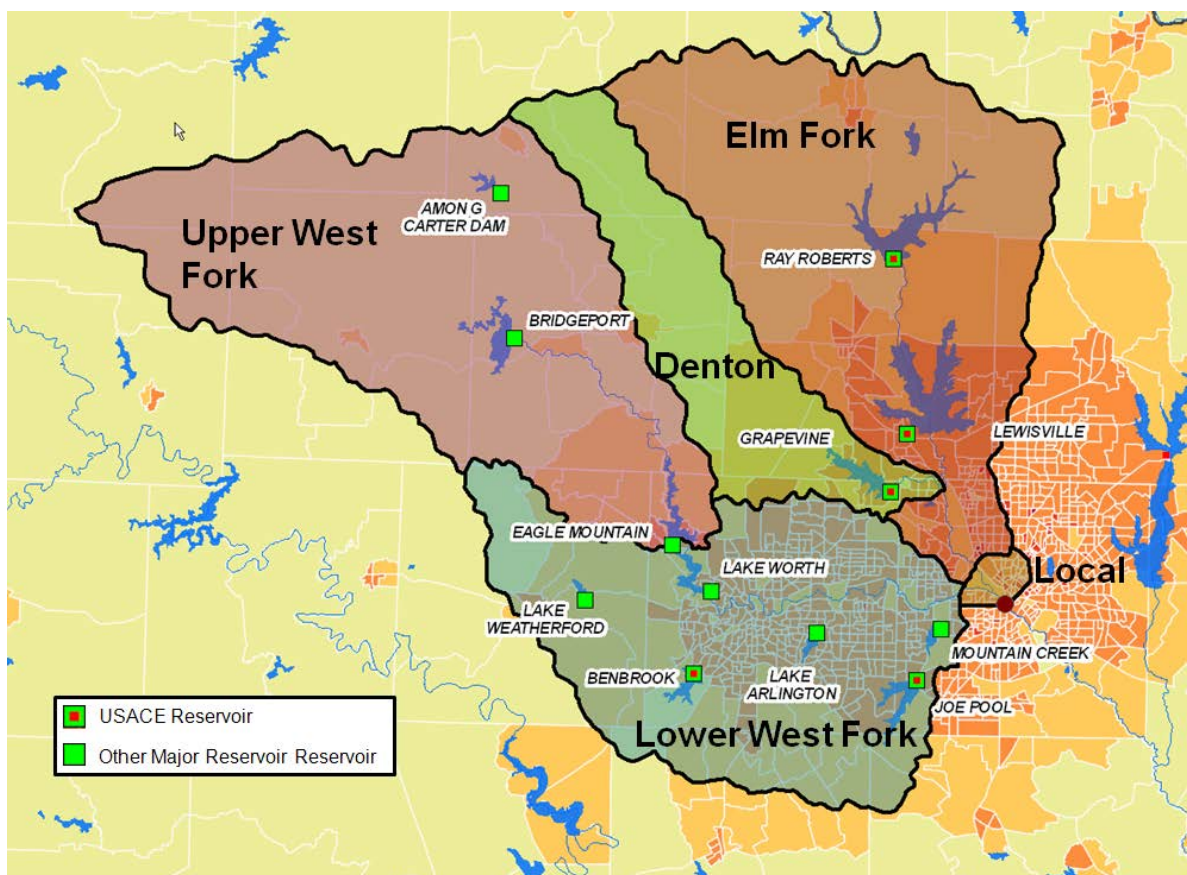 Elm Fork
AMON G
CARTER DAM
Upper West
Fork
RAY ROBERTS
BRIDGEPORT
Denton
GRAPEVINE
LEWISVILLE
EAGLE MOUNTAIN
LAKE WORTH
Local
LAKE
WEATHERFORD
MOUNTAIN CREEK
BENBROOK
LAKE
ARLINGTON
JOE POOL
Lower West Fork
USACE Reservoir
Other Major Reservoir Reservoir